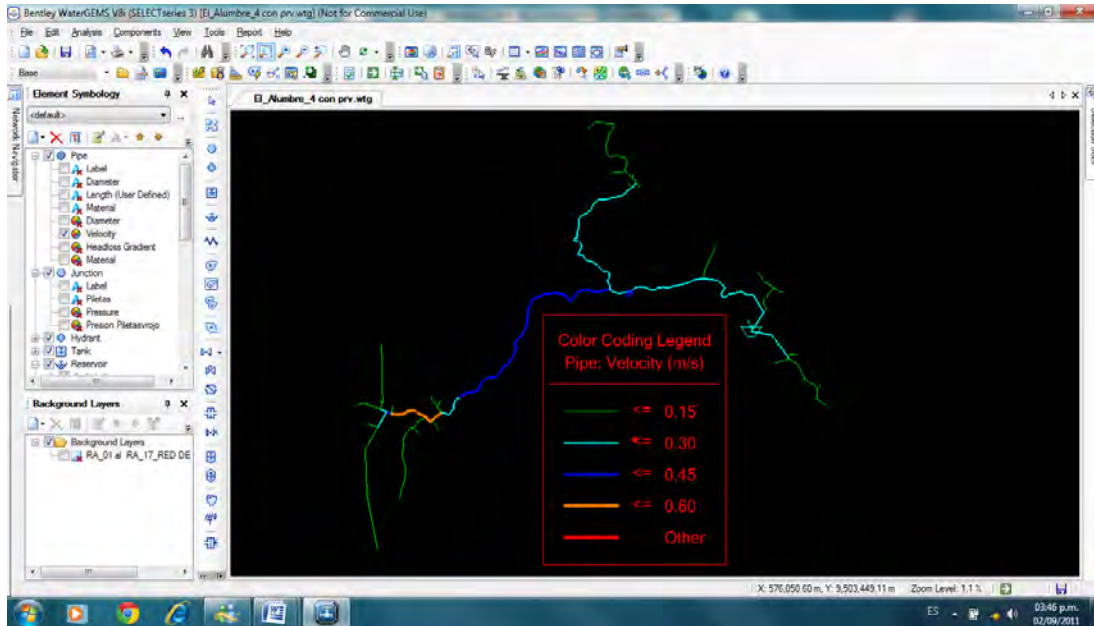 Bentley WaterGEMS V8i (SELECTseries 3) [El_Alumbre_4 con prv.wtg] (Not for Commercial Use)
File Edit Analysis Components View Tools Report Help
Base
Element Symbology
<default>
Pipe
Label
Diameter
Length (User Defined)
Material
Diameter
Velocity
Headloss Gradient
Material
Junction
Label
Piletas
Pressure
Preson Piletasvrojo
Hydrant
Tank
Reservoir
Background Layers
Background Layers
RA_01 al RA_17_RED DE
Network Navigator
El_Alumbre_4 con prv.wtg
Color Coding Legend
Pipe: Velocity (m/s)
<= 0.15
<= 0.30
<= 0.45
<= 0.60
Other
X: 576,050.60 m, Y: 9,503,449.11 m Zoom Level: 1.1 %
ES
03:46 p.m.
02/09/2011